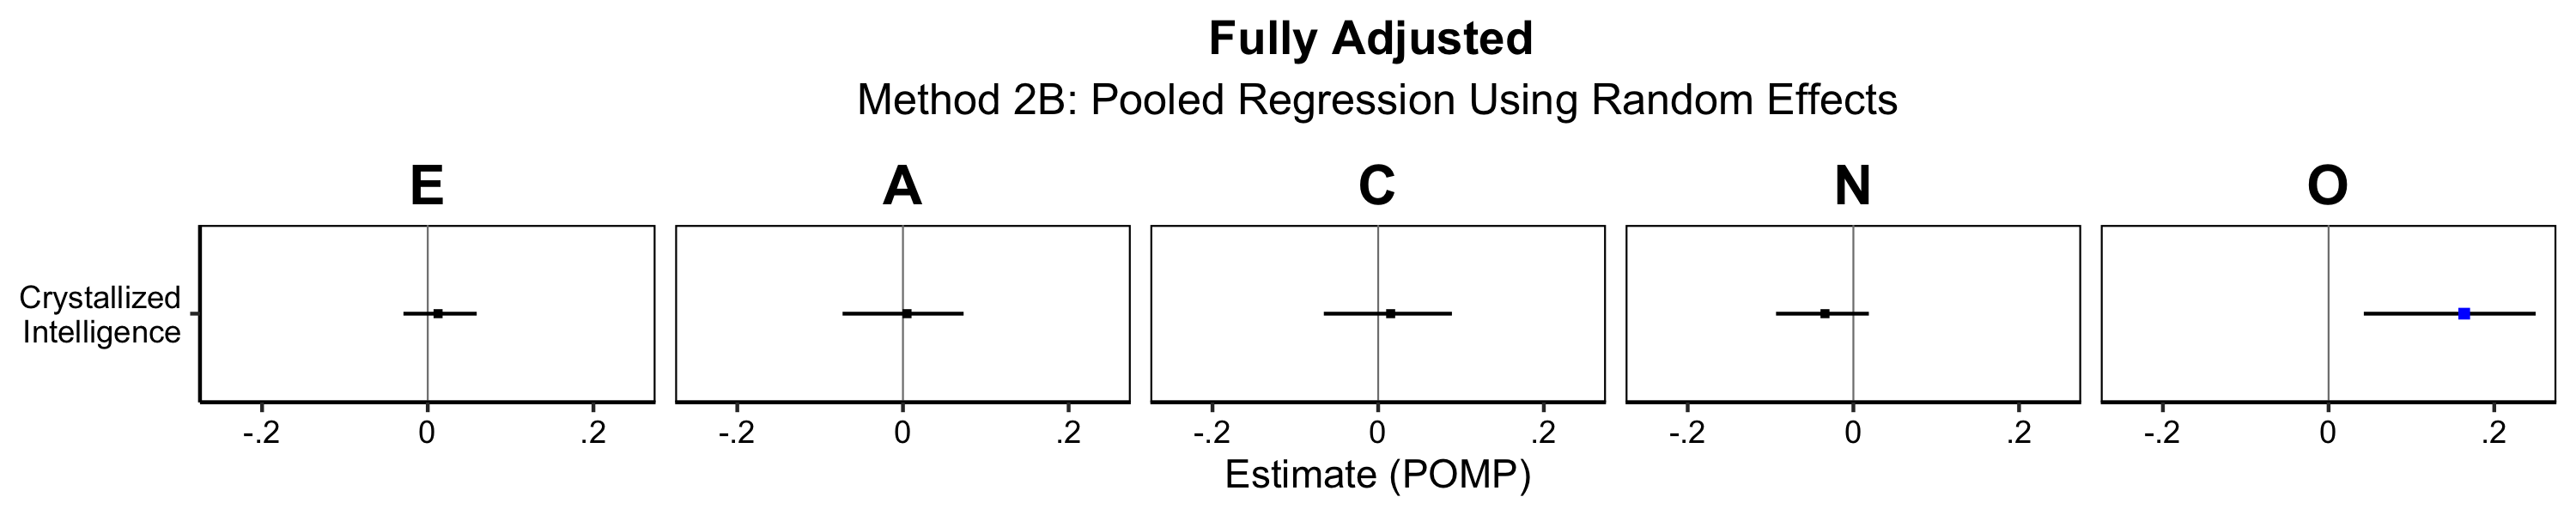 Fully Adjusted
Method 2B: Pooled Regression Using Random Effects
E A C N O
Crystallized
Intelligence
-.2 0 .2 -.2 0 .2 -.2 0 .2 -.2 0 .2 -.2 0 .2
Estimate (POMP)